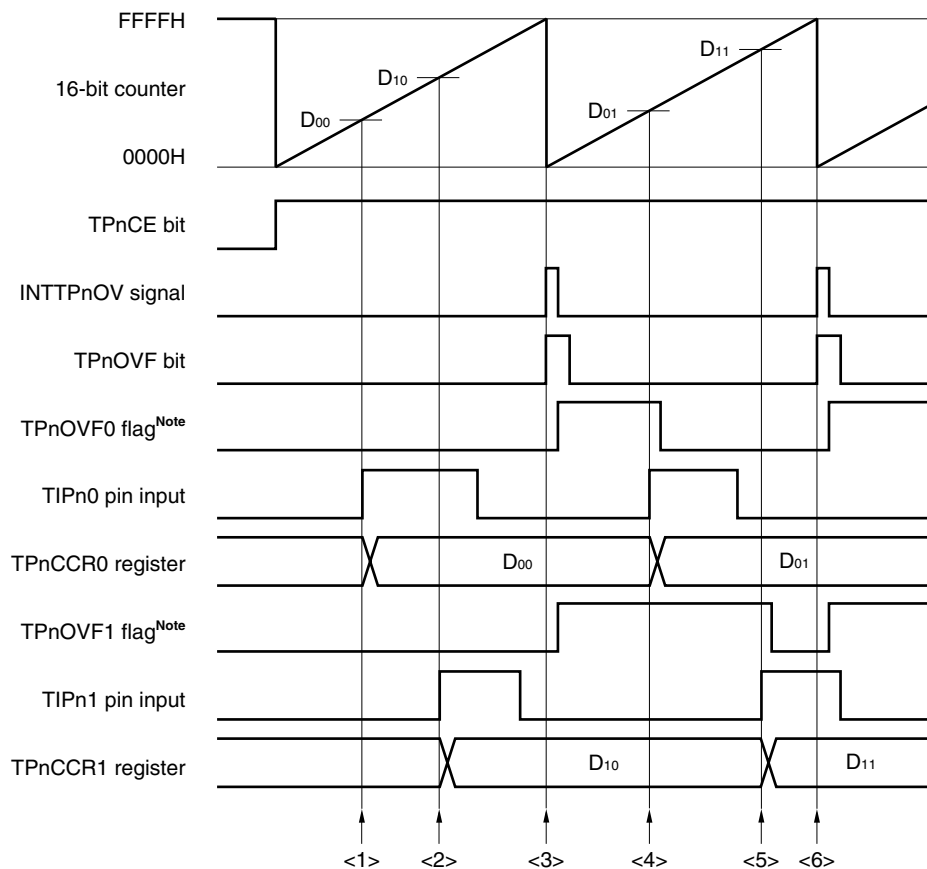 FFFFH
16-bit counter
0000H
D10
D00
D11
D01
TPnCE bit
INTTPnOV signal
TPnOVF bit
TPnOVF0 flagNote
TIPn0 pin input
TPnCCR0 register
D00
D01
TPnOVF1 flagNote
TIPn1 pin input
TPnCCR1 register
D10
D11
<1> <2> <3> <4> <5> <6>